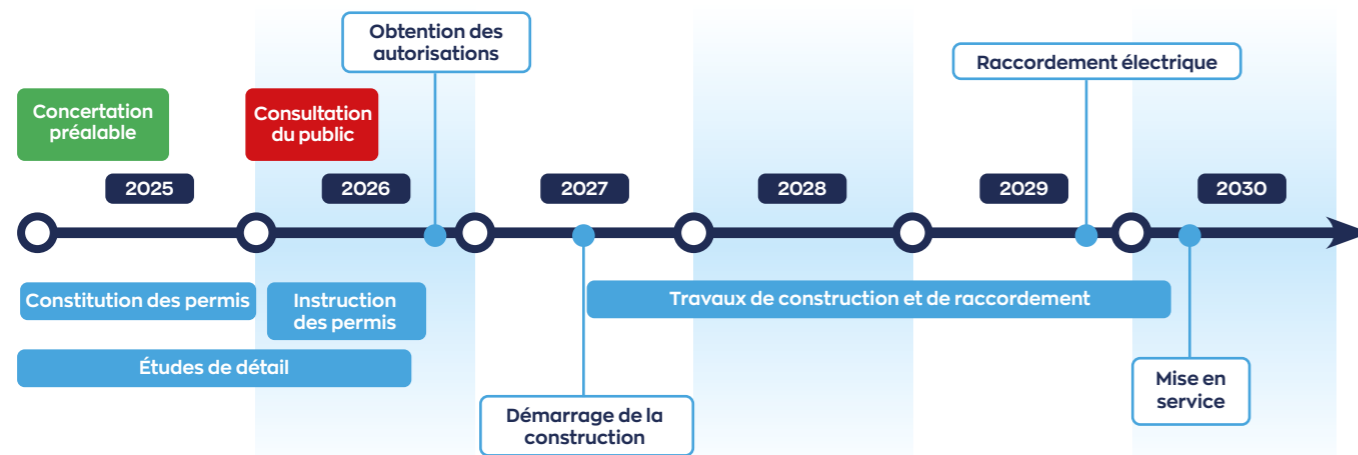 Obtention des
autorisations
Raccordement électrique
Concertation
préalable
Consultation
du public
2025
2026
2027
2028
2029
2030
Constitution des permis
Instruction
des permis
Travaux de construction et de raccordement
Études de détail
Démarrage de la
construction
Mise en
service